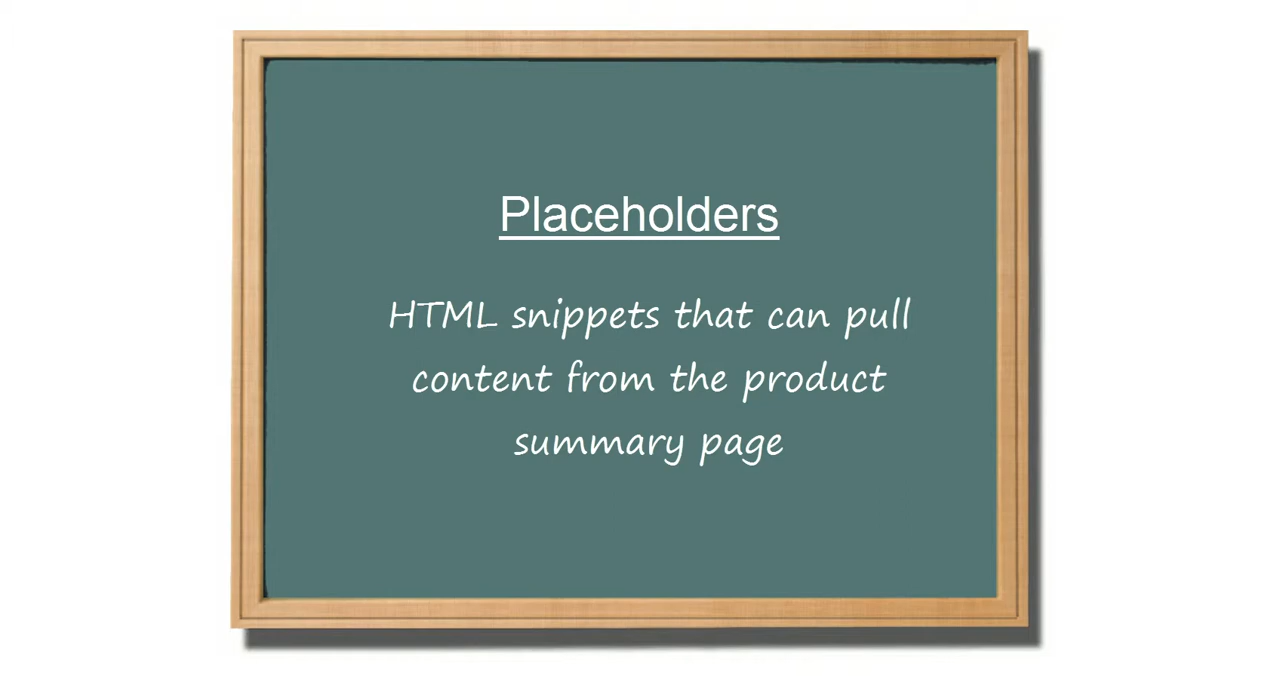 Placeholders
HTML snippets that can pull
content from the product
summary page